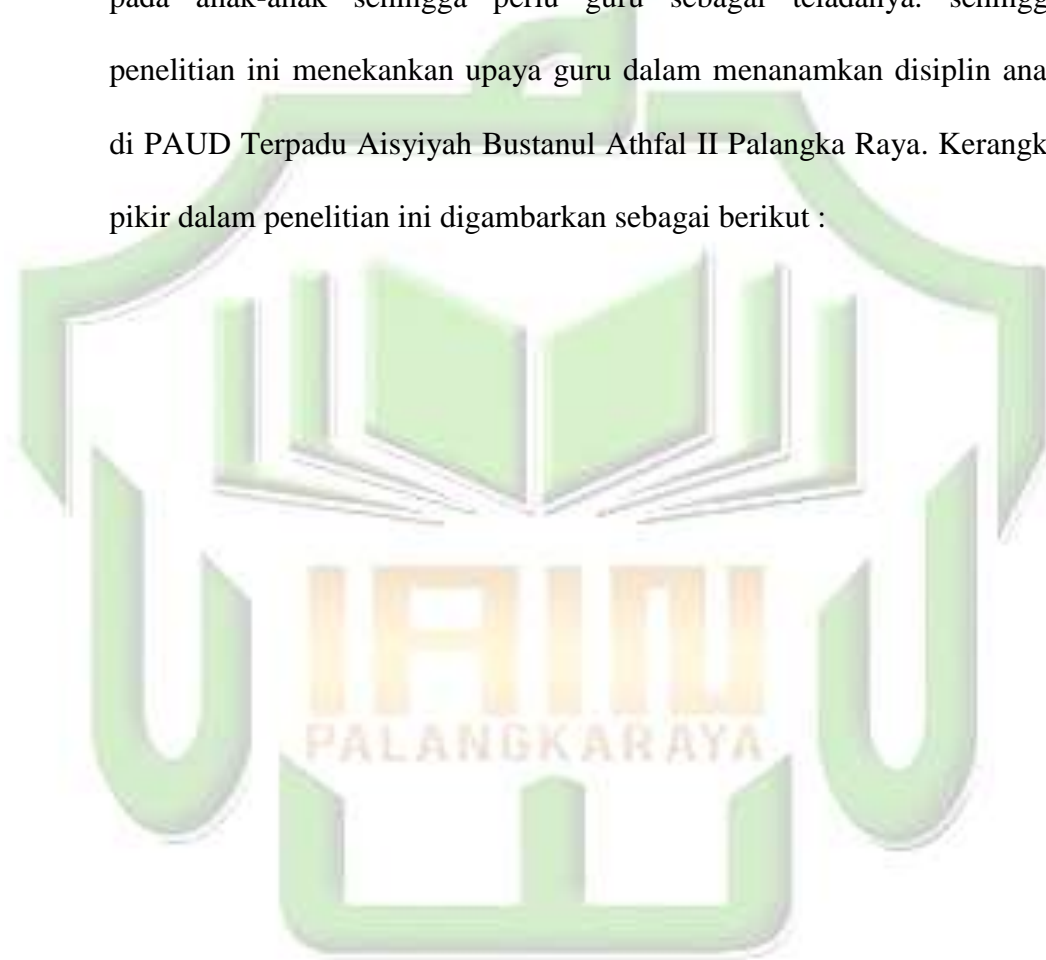 pada anak-anak sehingga perlu guru sebagai teladanya. sehingg
penelitian ini menekankan upaya guru dalam menanamkan disiplin ana
di PAUD Terpadu Aisyiyah Bustanul Athfal II Palangka Raya. Kerangk
pikir dalam penelitian ini digambarkan sebagai berikut :
IAIN
PALANGKARAYA